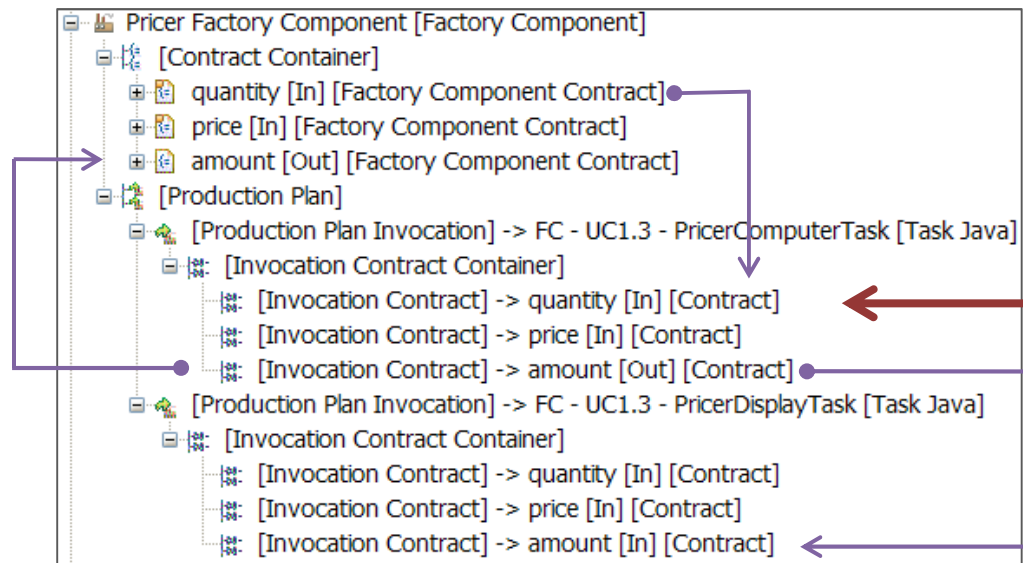 Pricer Factory Component [Factory Component]
[Contract Container]
quantity [In] [Factory Component Contract]
price [In] [Factory Component Contract]
amount [Out] [Factory Component Contract]
[Production Plan]
[Production Plan Invocation] -> FC - UC1.3 - PricerComputerTask [Task Java]
[Invocation Contract Container]
[Invocation Contract] -> quantity [In] [Contract]
[Invocation Contract] -> price [In] [Contract]
[Invocation Contract] -> amount [Out] [Contract]
[Production Plan Invocation] -> FC - UC1.3 - PricerDisplayTask [Task Java]
[Invocation Contract Container]
[Invocation Contract] -> quantity [In] [Contract]
[Invocation Contract] -> price [In] [Contract]
[Invocation Contract] -> amount [In] [Contract]